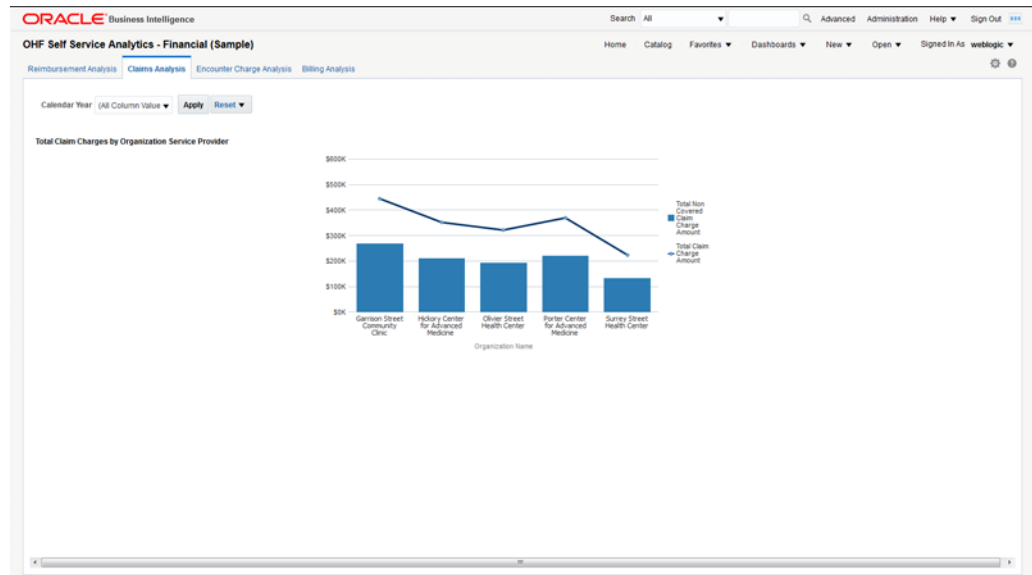 ORACLE Business Intelligence
Search All Advanced Administration Help Sign Out
OHF Self Service Analytics - Financial (Sample)
Home Catalog Favorites Dashboards New Open Signed In As weblogic
Reimbursement Analysis Claims Analysis Encounter Charge Analysis Billing Analysis
Calendar Year (All Column Value Apply Reset
Total Claim Charges by Organization Service Provider
$600K
$500K
$400K
$300K
$200K
$100K
$0K
Total Non
Covered
Claim
Charge
Amount
Total Claim
Charge
Amount
Garrison Street
Community
Clinic
Hickory Center
for Advanced
Medicine
Olivier Street
Health Center
Porter Center
for Advanced
Medicine
Surrey Street
Health Center
Organization Name